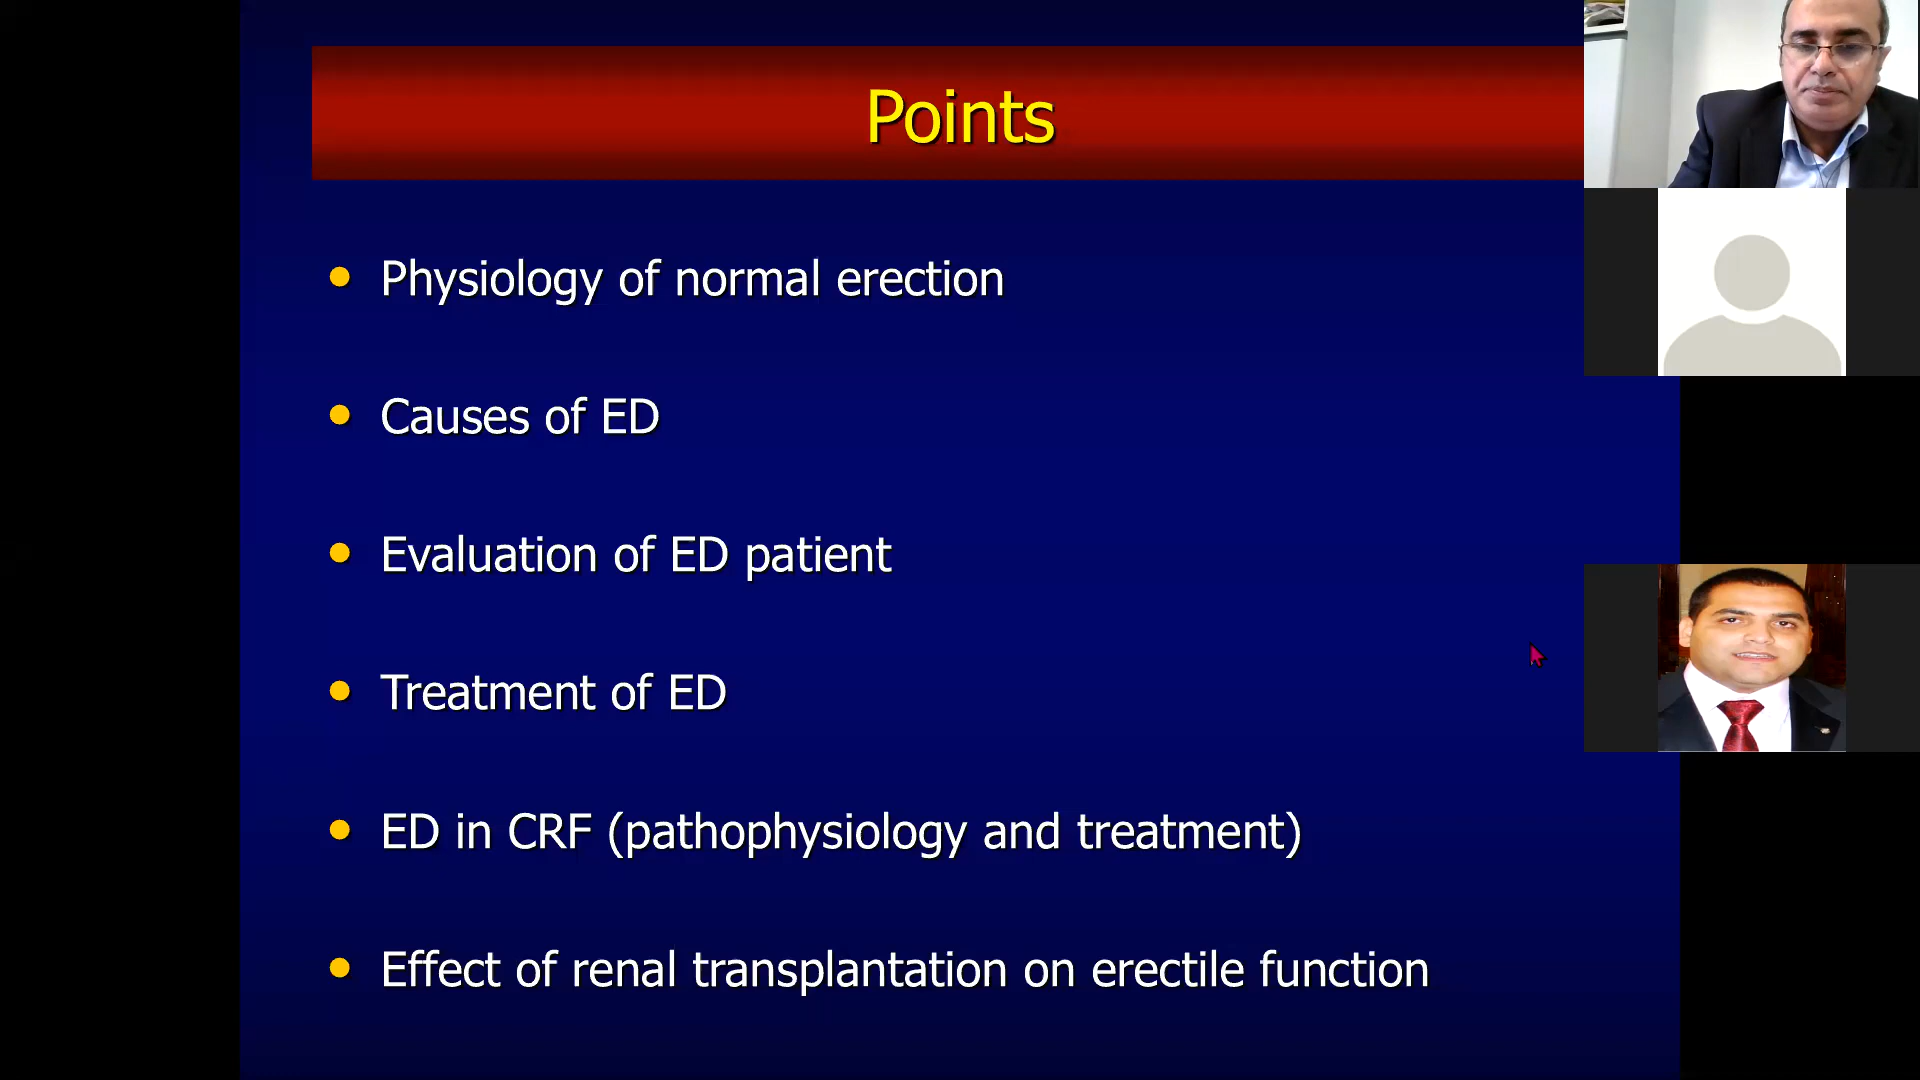 Points
Physiology of normal erection
Causes of ED
Evaluation of ED patient
Treatment of ED
ED in CRF (pathophysiology and treatment)
Effect of renal transplantation on erectile function